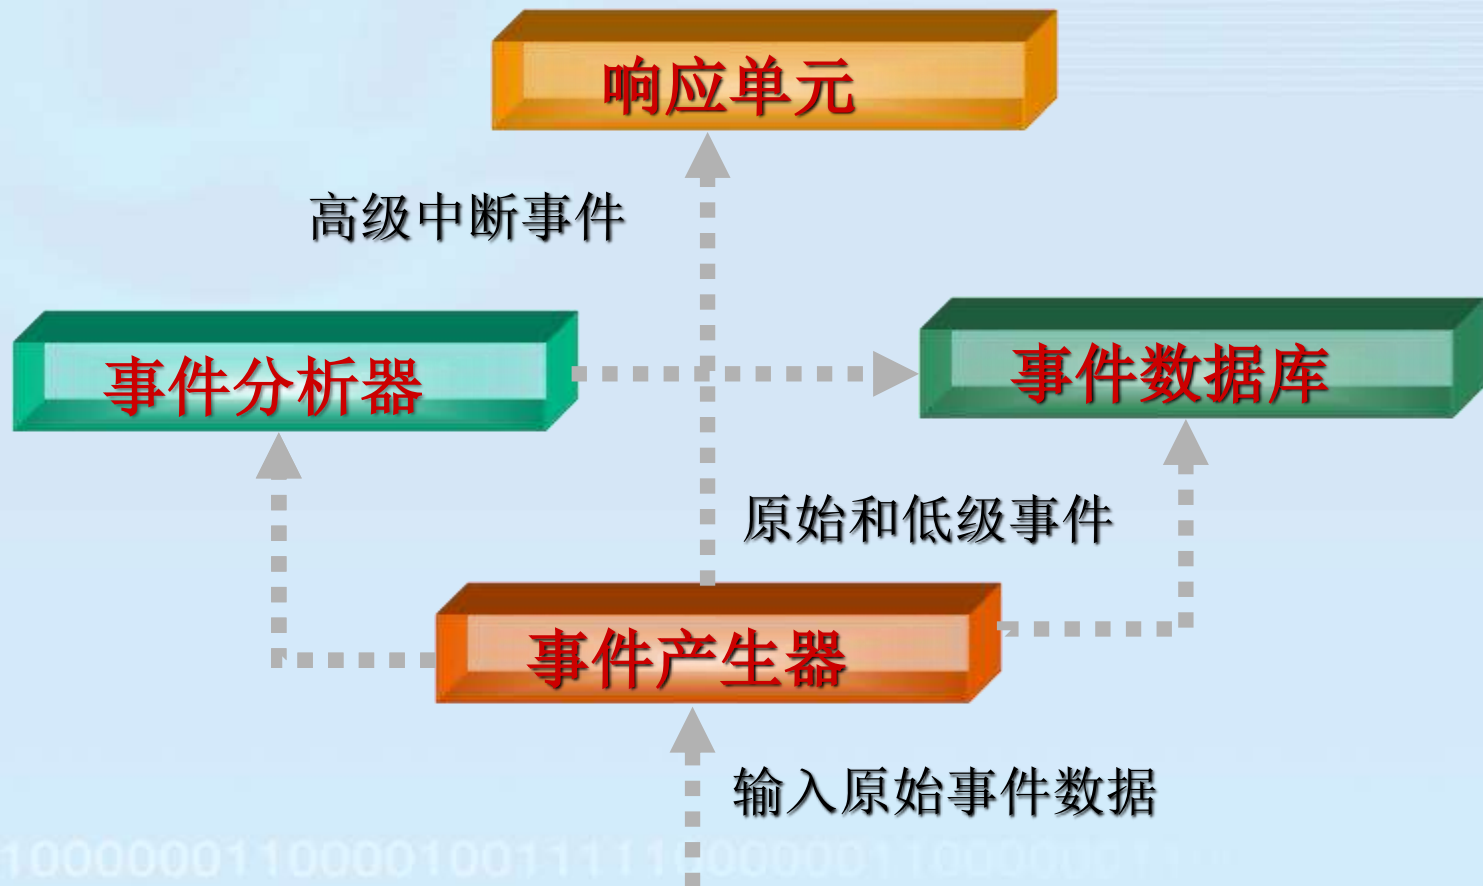 响应单元
高级中断事件
事件分析器
事件数据库
原始和低级事件
事件产生器
输入原始事件数据